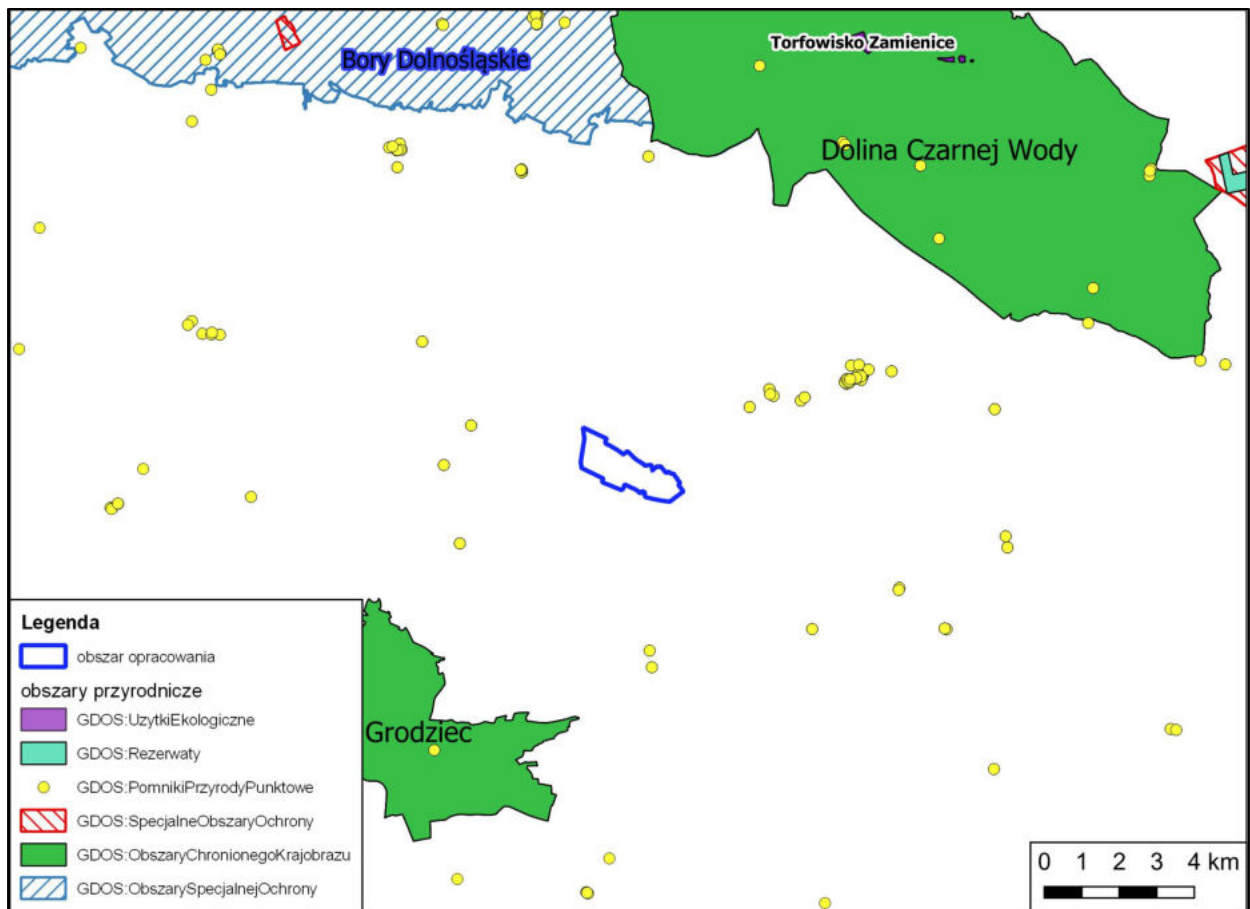 Torfowisko Zamienice
Bory Dolnośląskie
Dolina Czarnej Wody
Grodziec
Legenda
obszar opracowania
obszary przyrodnicze
GDOS:UzytkiEkologiczne
GDOS:Rezerwaty
GDOS:PomnikiPrzyrodyPunktowe
GDOS:SpecjalneObszaryOchrony
GDOS:ObszaryChronionegoKrajobrazu
GDOS:ObszarySpecjalnejOchrony
0 1 2 3 4 km